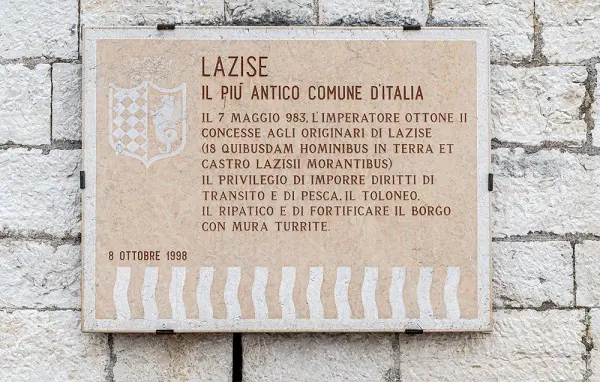 LAZISE
IL PIU' ANTICO COMUNE D'ITALIA
IL 7 MAGGIO 983, L'IMPERATORE OTTONE II
CONCESSE AGLI ORIGINARI DI LAZISE
(18 QUIBUSDAM HOMINIBUS IN TERRA ET
CASTRO LAZISII MORANTIBUS)
IL PRIVILEGIO DI IMPORRE DIRITTI DI
TRANSITO E DI PESCA, IL TOLONEO,
IL RIPATICO E DI FORTIFICARE IL BORGO
CON MURA TURRITE.
8 OTTOBRE 1998